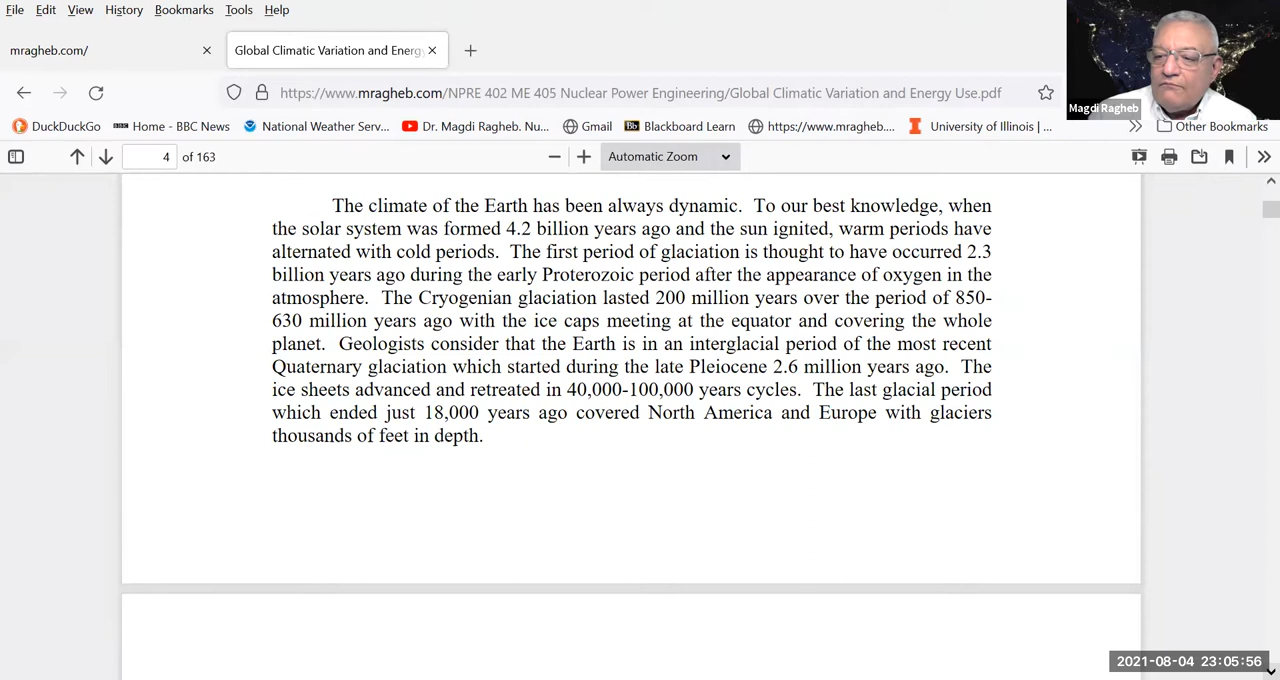 File Edit View History Bookmarks Tools Help
mragheb.com/
Global Climatic Variation and Energy
Magdi Ragheb
https://www.mragheb.com/NPRE 402 ME 405 Nuclear Power Engineering/Global Climatic Variation and Energy Use.pdf
DuckDuckGo BBC Home - BBC News National Weather Serv... Dr. Magdi Ragheb. Nu... Gmail Bb Blackboard Learn https://www.mragheb.... University of Illinois | ... Other Bookmarks
4 of 163 Automatic Zoom
The climate of the Earth has been always dynamic. To our best knowledge, when
the solar system was formed 4.2 billion years ago and the sun ignited, warm periods have
alternated with cold periods. The first period of glaciation is thought to have occurred 2.3
billion years ago during the early Proterozoic period after the appearance of oxygen in the
atmosphere. The Cryogenian glaciation lasted 200 million years over the period of 850-
630 million years ago with the ice caps meeting at the equator and covering the whole
planet. Geologists consider that the Earth is in an interglacial period of the most recent
Quaternary glaciation which started during the late Pleiocene 2.6 million years ago. The
ice sheets advanced and retreated in 40,000-100,000 years cycles. The last glacial period
which ended just 18,000 years ago covered North America and Europe with glaciers
thousands of feet in depth.
2021-08-04 23:05:56